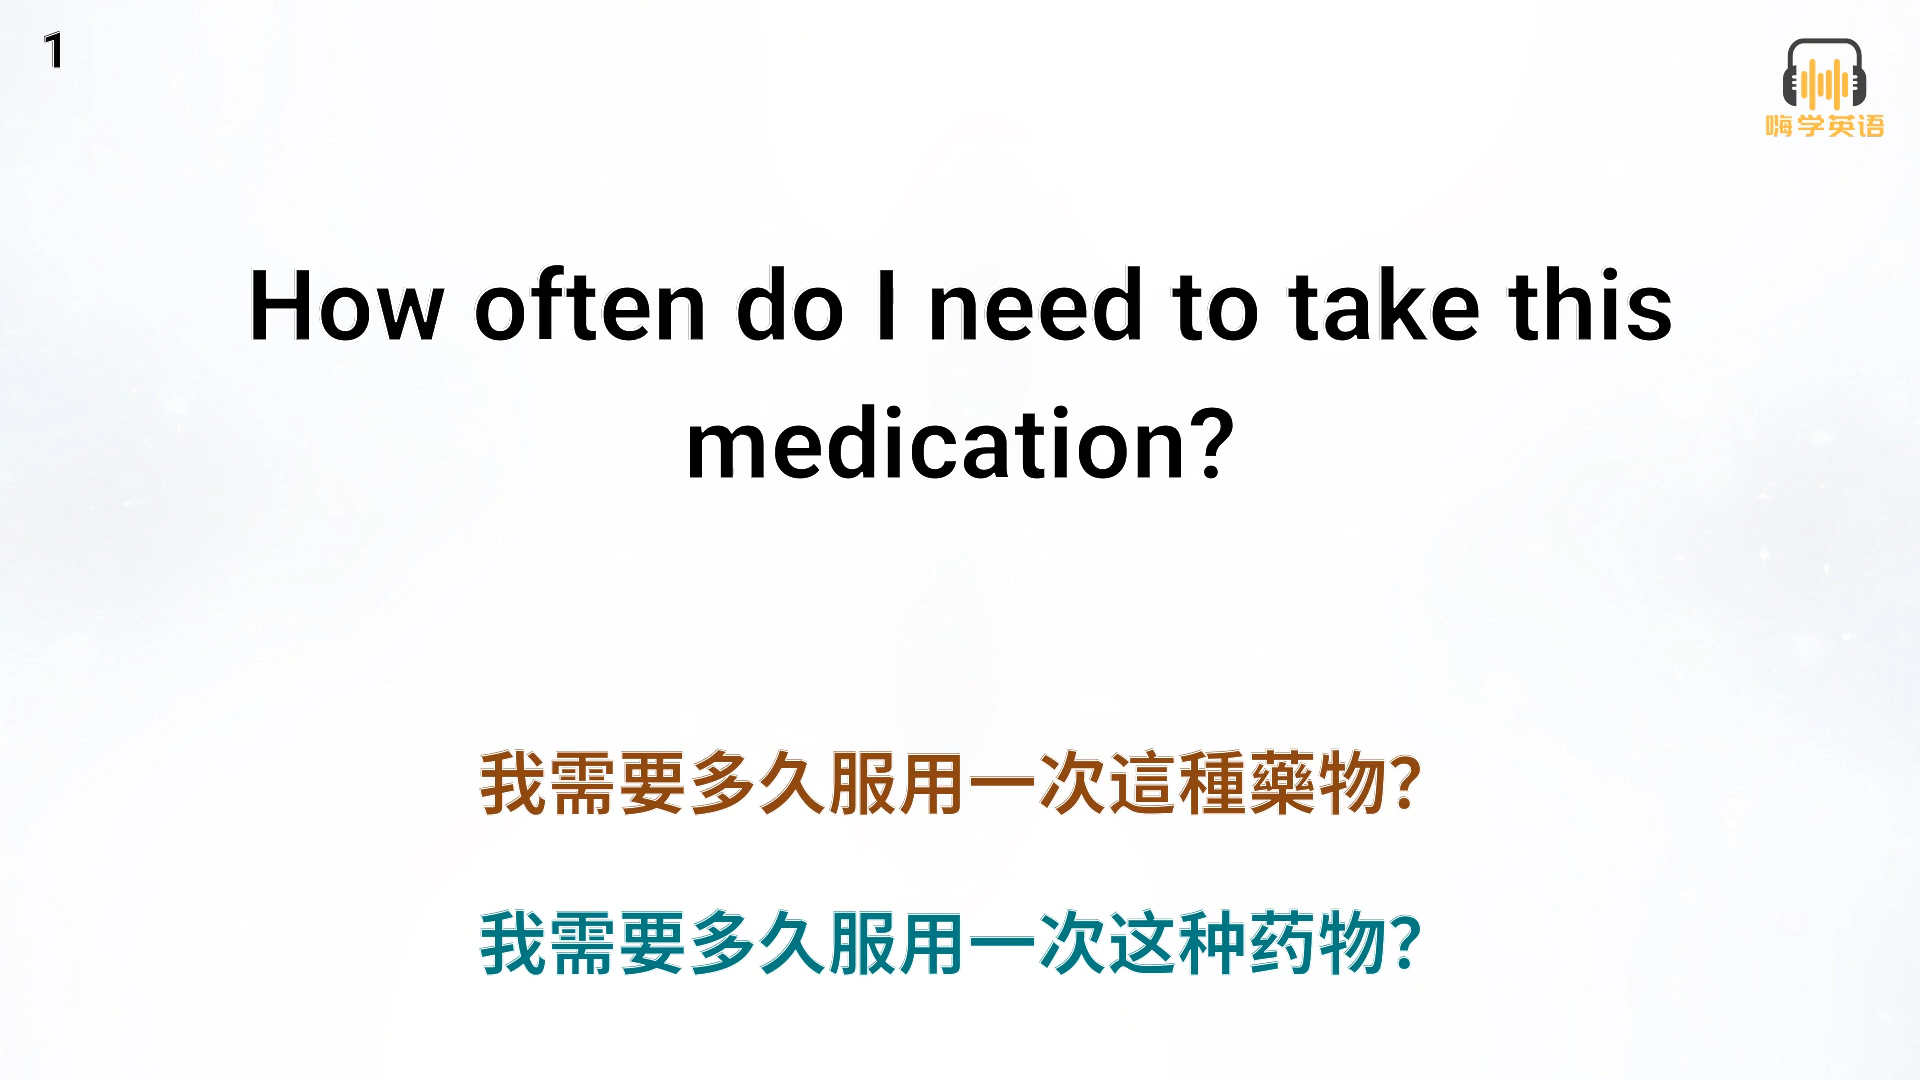 1
嗨学英语
How often do I need to take this
medication?
我需要多久服用一次這種藥物?
我需要多久服用一次这种药物?